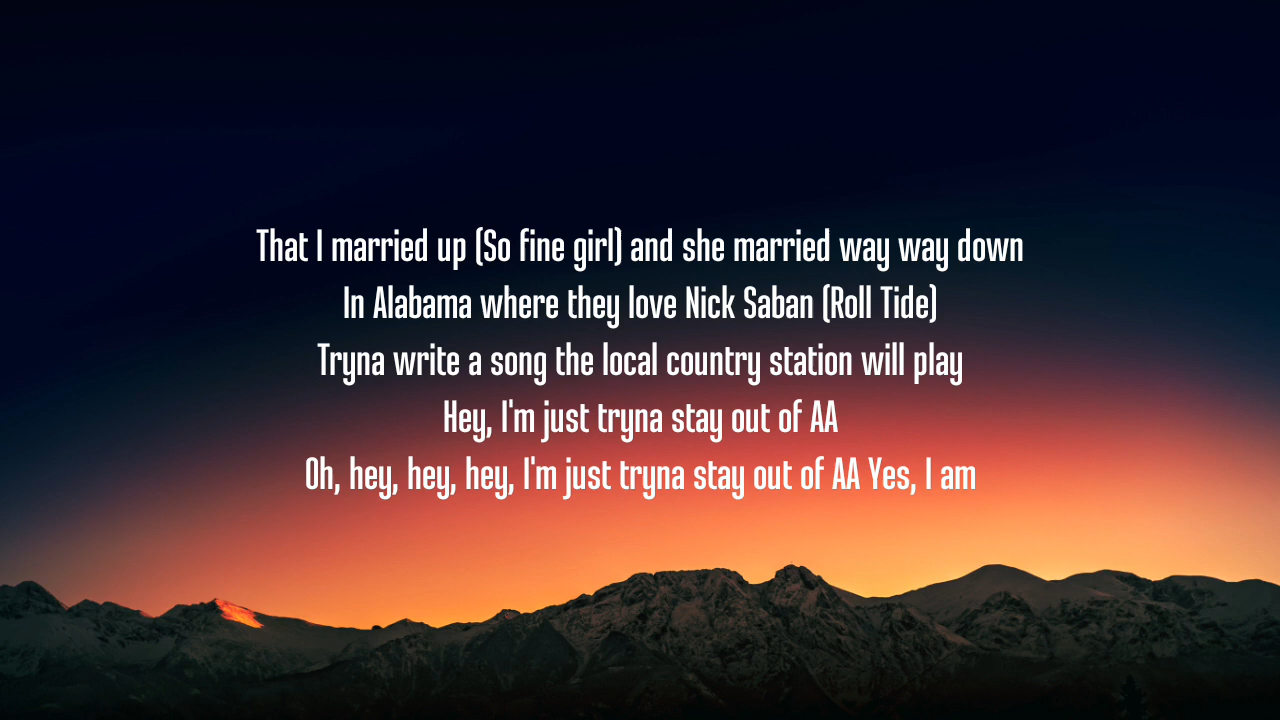 That I married up (So fine girl) and she married way way down
In Alabama where they love Nick Saban (Roll Tide)
Tryna write a song the local country station will play
Hey, I'm just tryna stay out of AA
Oh, hey, hey, hey, I'm just tryna stay out of AA Yes, I am